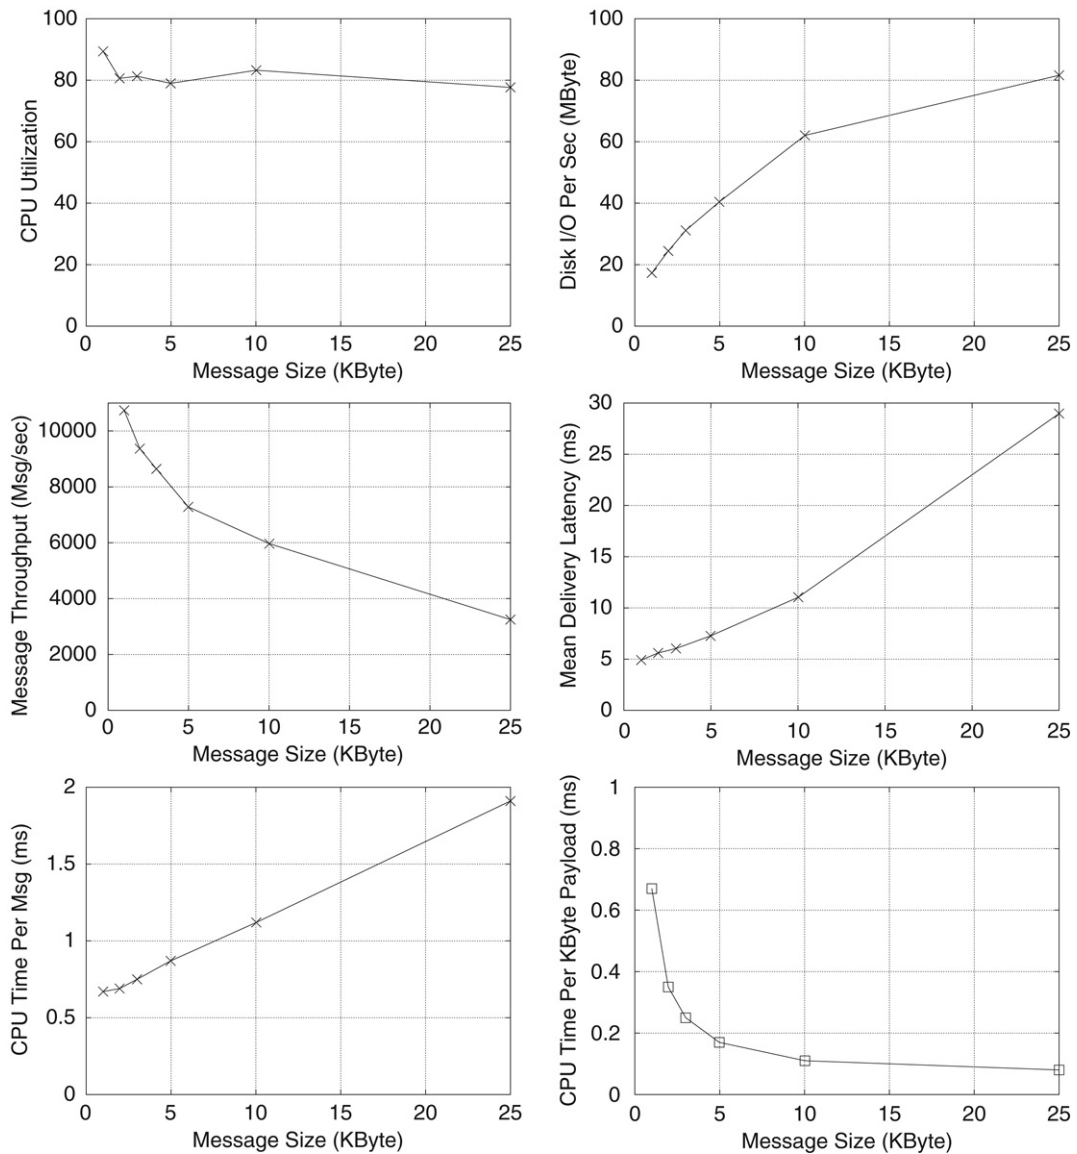 100
80
60
40
20
0
CPU Utilization
0 5 10 15 20 25
Message Size (KByte)
100
80
60
40
20
0
Disk I/O Per Sec (MByte)
0 5 10 15 20 25
Message Size (KByte)
10000
8000
6000
4000
2000
0
Message Throughput (Msg/sec)
0 5 10 15 20 25
Message Size (KByte)
30
25
20
15
10
5
0
Mean Delivery Latency (ms)
0 5 10 15 20 25
Message Size (KByte)
2
1.5
1
0.5
0
CPU Time Per Msg (ms)
0 5 10 15 20 25
Message Size (KByte)
1
0.8
0.6
0.4
0.2
0
CPU Time Per KByte Payload (ms)
0 5 10 15 20 25
Message Size (KByte)